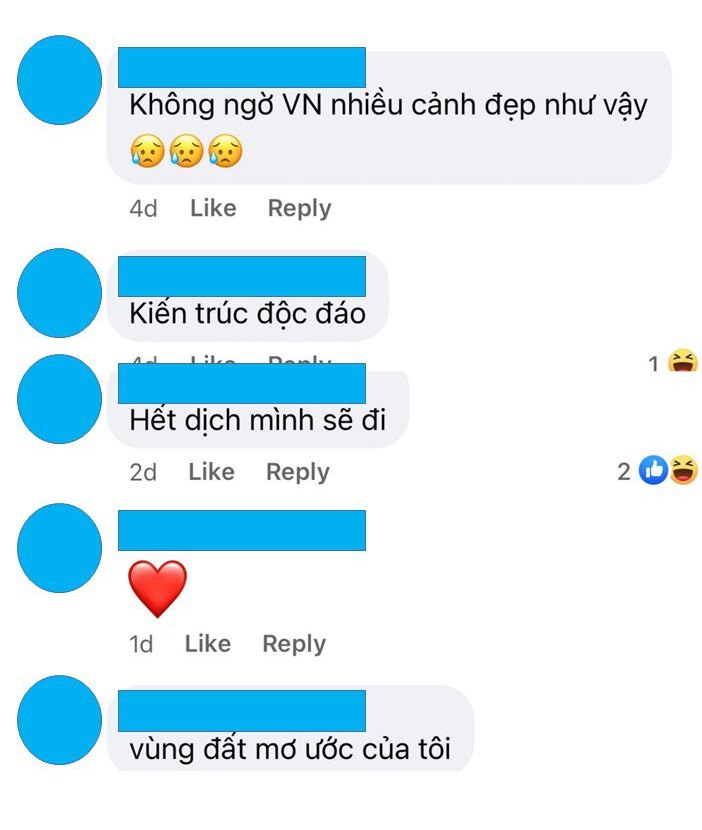 Không ngờ VN nhiều cảnh đẹp như vậy
😥😥😥
4d Like Reply
Kiến trúc độc đáo
4d Like Reply 1
Hết dịch mình sẽ đi
2d Like Reply 2
❤️
1d Like Reply
vùng đất mơ ước của tôi